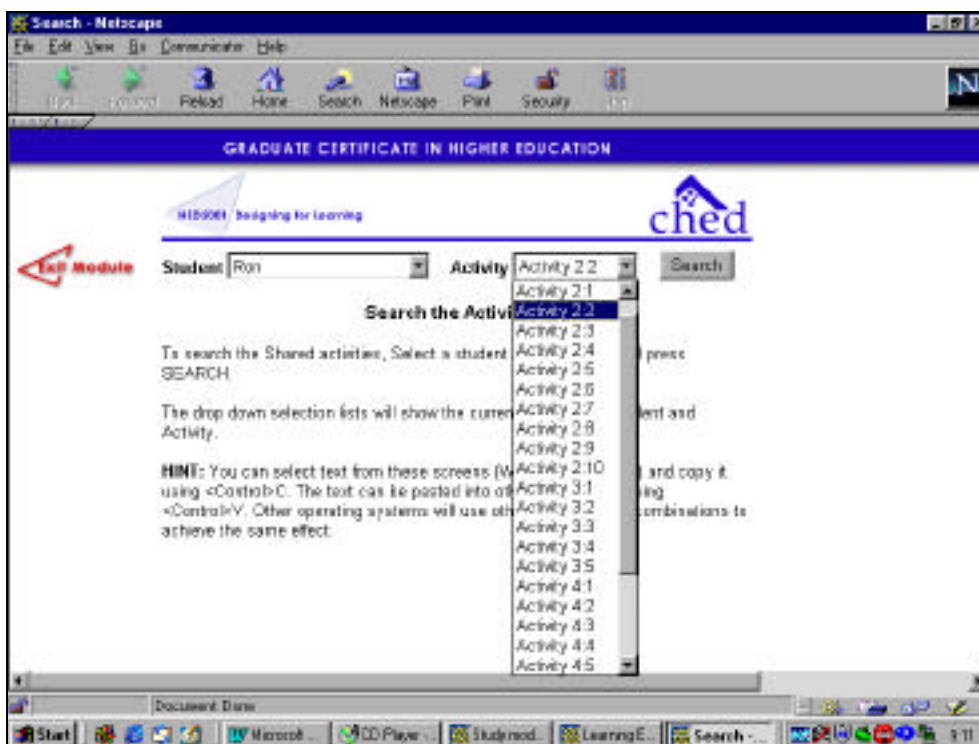 Search - Netscape
File Edit View Go Communicator Help
Reload Home Search Netscape Print Security
GRADUATE CERTIFICATE IN HIGHER EDUCATION
Designing for Learning
ched
Exit Module
Student Ron Activity Activity 2:2 Search
Search the Activi
To search the Shared activities, Select a student press
SEARCH.
The drop down selection lists will show the curren dent and
Activity.
HINT: You can select text from these screens (W and copy it
using <Control>C. The text can be pasted into ot ing
<Control>V. Other operating systems will use oth ombinations to
achieve the same effect.
Activity 2:1
Activity 2:2
Activity 2:3
Activity 2:4
Activity 2:5
Activity 2:6
Activity 2:7
Activity 2:8
Activity 2:9
Activity 2:10
Activity 3:1
Activity 3:2
Activity 3:3
Activity 3:4
Activity 3:5
Activity 4:1
Activity 4:2
Activity 4:3
Activity 4:4
Activity 4:5
Document: Done
Start Microsoft ... CD Player -... Study mod... Learning E... Search -...